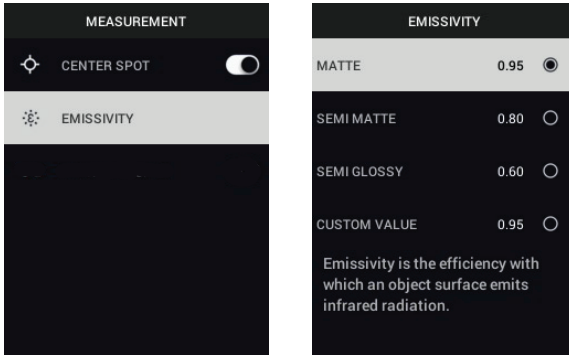 MEASUREMENT
CENTER SPOT
EMISSIVITY
EMISSIVITY
MATTE 0.95
SEMI MATTE 0.80
SEMI GLOSSY 0.60
CUSTOM VALUE 0.95
Emissivity is the efficiency with
which an object surface emits
infrared radiation.